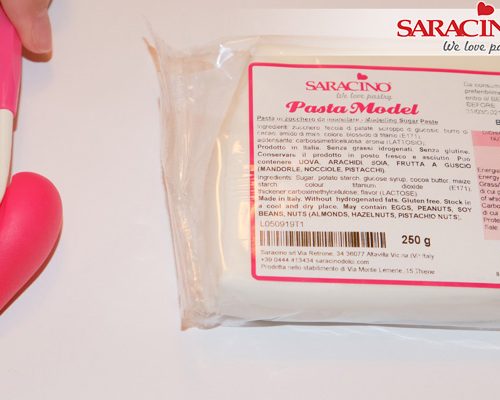 SARACINO
We love pa
SARACINO
We love pastry
Pasta Model
Pasta in zucchero da modellare - Modelling Sugar Paste
Ingredienti: zucchero, fecola di patate, sciroppo di glucosio, burro di
cacao, amido di mais, colore: biossido di titanio (E171),
addensante: carbossimetilcellulosa, aroma (LATTOSIO).
Prodotto in Italia. Senza grassi idrogenati. Senza glutine.
Conservare il prodotto in posto fresco e asciutto. Può
contenere UOVA, ARACHIDI, SOIA, FRUTTA A GUSCIO
(MANDORLE, NOCCIOLE, PISTACCHI).
Ingredients: Sugar, potato starch, glucose syrup, cocoa butter, maize
starch colour: titanium dioxide (E171),
thickener:carboxymethylcellulose, flavor (LACTOSE).
Made in Italy. Without hydrogenated fats. Gluten free. Stock in
a cool and dry place. May contain EGGS, PEANUTS, SOY
BEANS, NUTS (ALMONDS, HAZELNUTS, PISTACHIO NUTS).
L050919T1
250 g
Saracino srl Via Retrone, 34 36077 Altavilla Vic.na (VI) Italy
+39 0444 413434 saracinodolci.com
Prodotto nello stabilimento di Via Monte Lemerle, 15 Thiene